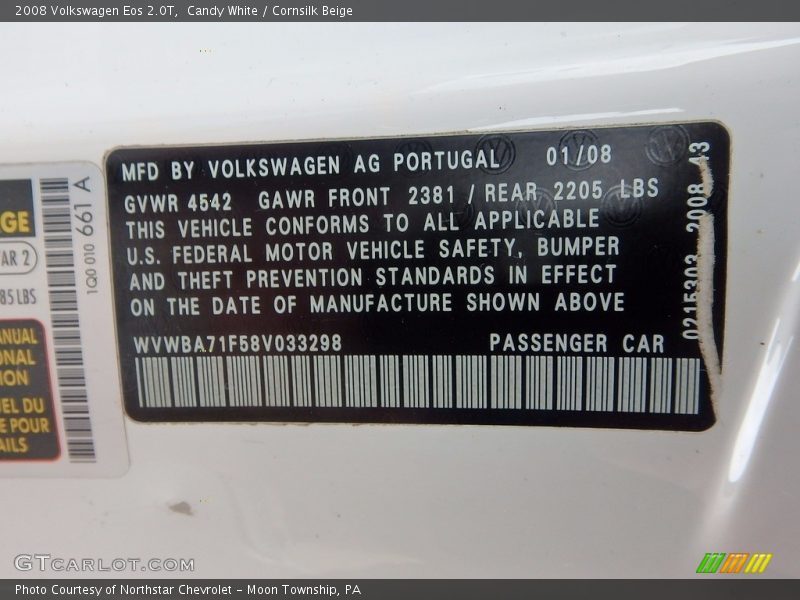 2008 Volkswagen Eos 2.0T,  Candy White / Cornsilk Beige
MFD BY VOLKSWAGEN AG PORTUGAL 01/08
GVWR 4542 GAWR FRONT 2381 / REAR 2205 LBS
THIS VEHICLE CONFORMS TO ALL APPLICABLE
U.S. FEDERAL MOTOR VEHICLE SAFETY, BUMPER
AND THEFT PREVENTION STANDARDS IN EFFECT
ON THE DATE OF MANUFACTURE SHOWN ABOVE
WVWBA71F58V033298 PASSENGER CAR
0215303 2008 43
GE
AR 2
85 LBS
ANUAL
ONAL
ION
EL DU
E POUR
AILS
1Q0 010 661 A
GTCARLOT.COM
Photo Courtesy of Northstar Chevrolet - Moon Township, PA